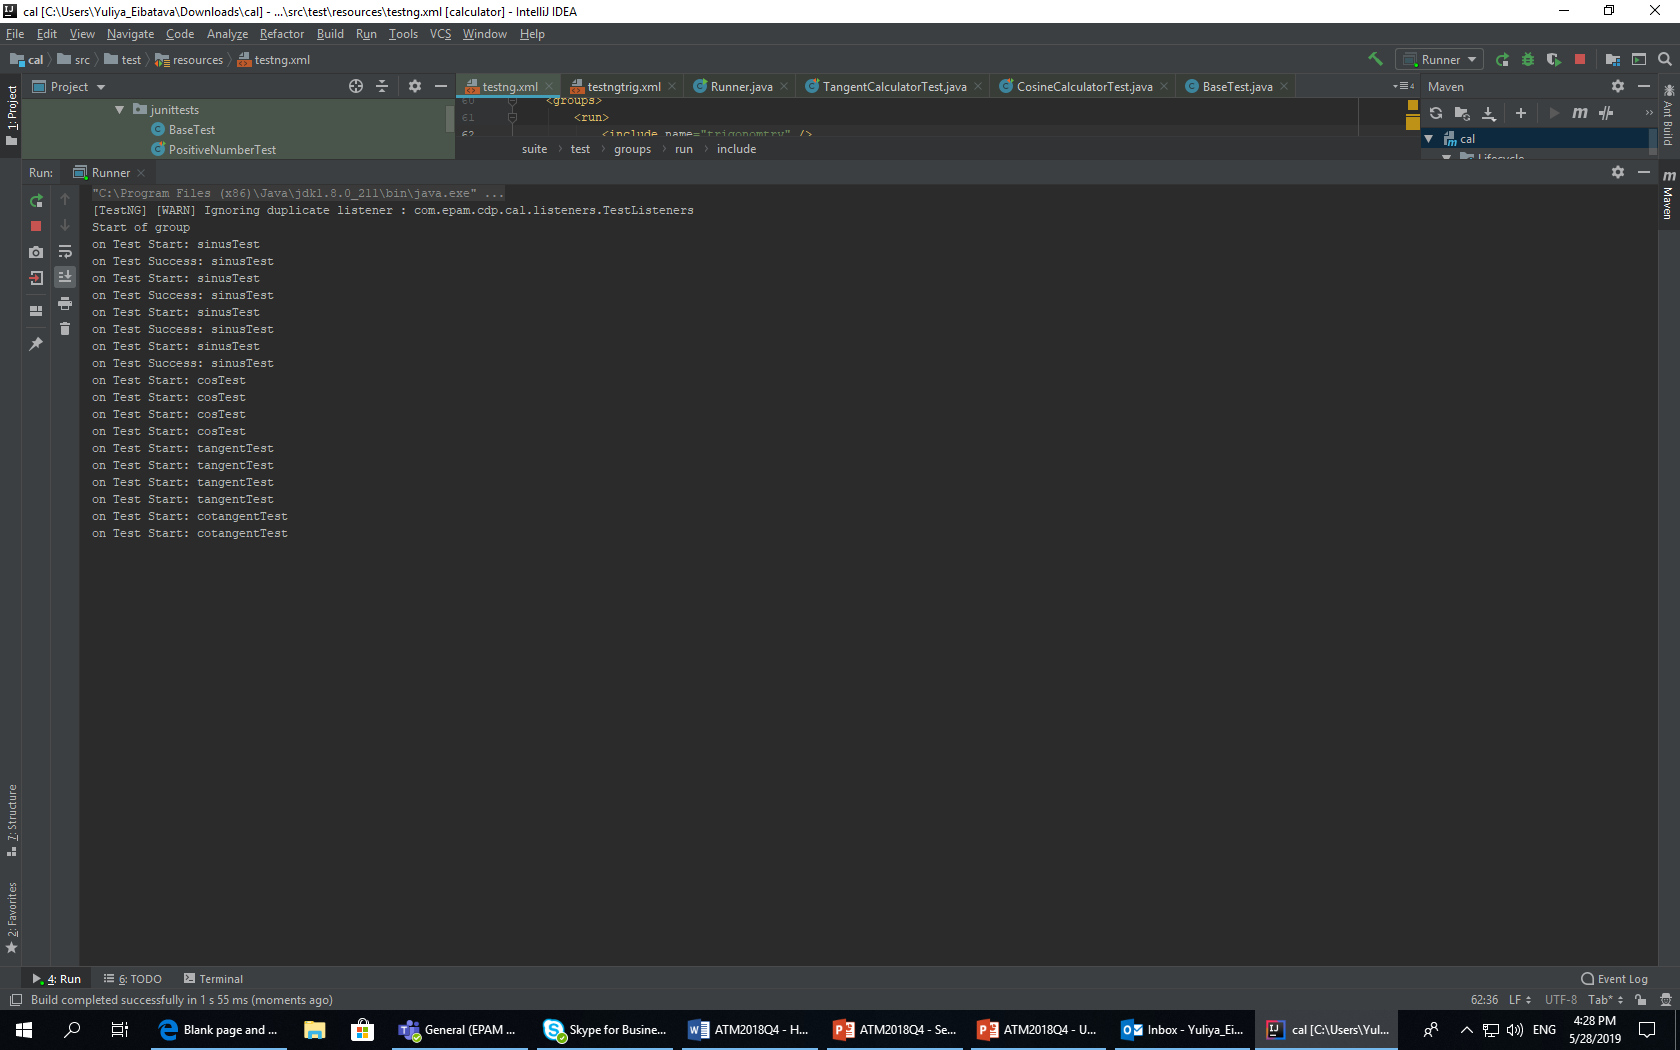 cal [C:\Users\Yuliya_Eibatava\Downloads\cal] - ...\src\test\resources\testng.xml [calculator] - IntelliJ IDEA
File Edit View Navigate Code Analyze Refactor Build Run Tools VCS Window Help
cal src test resources testng.xml Runner
Project testng.xml testngtrig.xml Runner.java TangentCalculatorTest.java CosineCalculatorTest.java BaseTest.java 4 Maven
1: Project
junittests
BaseTest
PositiveNumberTest
60 <groups>
61 <run>
62 <include name="trigonomtry" />
suite test groups run include
cal
Lifecycle
Ant Build
Maven
Run: Runner
"C:\Program Files (x86)\Java\jdk1.8.0_211\bin\java.exe" ...
[TestNG] [WARN] Ignoring duplicate listener : com.epam.cdp.cal.listeners.TestListeners
Start of group
on Test Start: sinusTest
on Test Success: sinusTest
on Test Start: sinusTest
on Test Success: sinusTest
on Test Start: sinusTest
on Test Success: sinusTest
on Test Start: sinusTest
on Test Success: sinusTest
on Test Start: cosTest
on Test Start: cosTest
on Test Start: cosTest
on Test Start: cosTest
on Test Start: tangentTest
on Test Start: tangentTest
on Test Start: tangentTest
on Test Start: tangentTest
on Test Start: cotangentTest
on Test Start: cotangentTest
7: Structure
2: Favorites
4: Run 6: TODO Terminal Event Log
Build completed successfully in 1 s 55 ms (moments ago) 62:36 LF UTF-8 Tab*
Blank page and ... General (EPAM ... Skype for Busine... ATM2018Q4 - H... ATM2018Q4 - Se... ATM2018Q4 - U... Inbox - Yuliya_Ei... cal [C:\Users\Yul... ENG 4:28 PM
5/28/2019